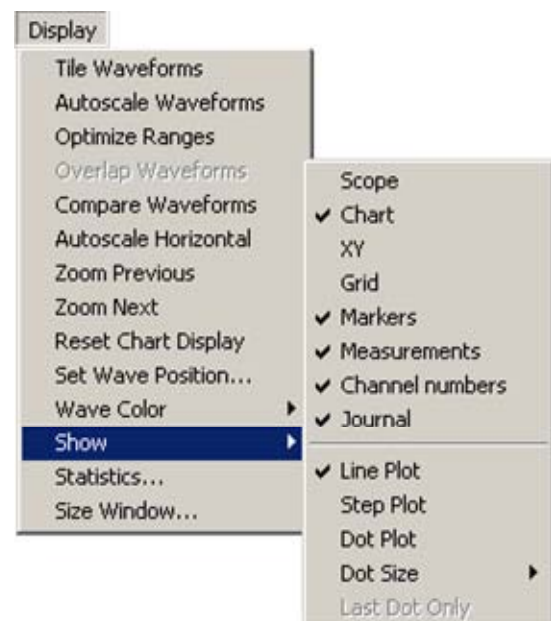 Display
Tile Waveforms
Autoscale Waveforms
Optimize Ranges
Overlap Waveforms
Compare Waveforms
Autoscale Horizontal
Zoom Previous
Zoom Next
Reset Chart Display
Set Wave Position...
Wave Color
Show
Statistics...
Size Window...
Scope
Chart
XY
Grid
Markers
Measurements
Channel numbers
Journal
Line Plot
Step Plot
Dot Plot
Dot Size
Last Dot Only